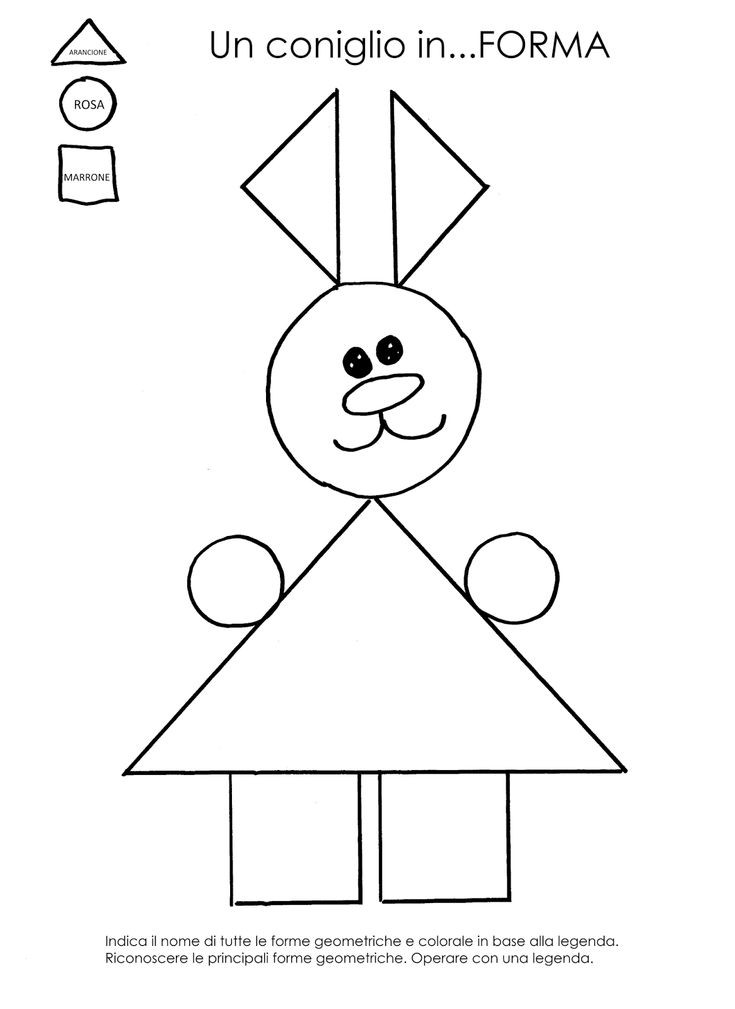 Un coniglio in...FORMA
ARANCIONE
ROSA
MARRONE
Indica il nome di tutte le forme geometriche e colorale in base alla legenda.
Riconoscere le principali forme geometriche. Operare con una legenda.